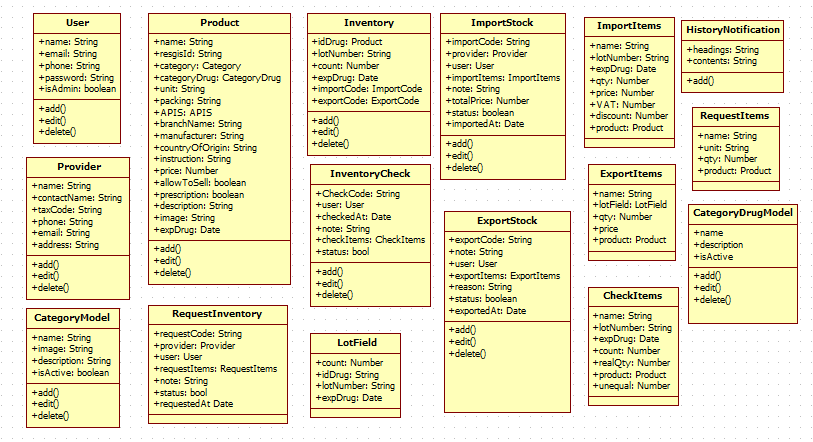 User
+name: String
+email: String
+phone: String
+password: String
+isAdmin: boolean
+add()
+edit()
+delete()
Provider
+name: String
+contactName: String
+taxCode: String
+phone: String
+email: String
+address: String
+add()
+edit()
+delete()
CategoryModel
+name: String
+image: String
+description: String
+isActive: boolean
+add()
+edit()
+delete()
Product
+name: String
+resgisId: String
+category: Category
+categoryDrug: CategoryDrug
+unit: String
+packing: String
+APIS: APIS
+branchName: String
+manufacturer: String
+countryOfOrigin: String
+instruction: String
+price: Number
+allowToSell: boolean
+prescription: boolean
+description: String
+image: String
+expDrug: Date
+add()
+edit()
+delete()
RequestInventory
+requestCode: String
+provider: Provider
+user: User
+requestItems: RequestItems
+note: String
+status: bool
+requestedAt Date
Inventory
+idDrug: Product
+lotNumber: String
+count: Number
+expDrug: Date
+importCode: ImportCode
+exportCode: ExportCode
+add()
+edit()
+delete()
InventoryCheck
+CheckCode: String
+user: User
+checkedAt: Date
+note: String
+checkItems: CheckItems
+status: bool
+add()
+edit()
+delete()
LotField
+count: Number
+idDrug: String
+lotNumber: String
+expDrug: Date
ImportStock
+importCode: String
+provider: Provider
+user: User
+importItems: ImportItems
+note: String
+totalPrice: Number
+status: boolean
+importedAt: Date
+add()
+edit()
+delete()
ExportStock
+exportCode: String
+note: String
+user: User
+exportItems: ExportItems
+reason: String
+status: boolean
+exportedAt: Date
+add()
+edit()
+delete()
ImportItems
+name: String
+lotNumber: String
+expDrug: Date
+qty: Number
+price: Number
+VAT: Number
+discount: Number
+product: Product
ExportItems
+name: String
+lotField: LotField
+qty: Number
+price
+product: Product
CheckItems
+name: String
+lotNumber: String
+expDrug: Date
+count: Number
+realQty: Number
+product: Product
+unequal: Number
HistoryNotification
+headings: String
+contents: String
+add()
RequestItems
+name: String
+unit: String
+qty: Number
+product: Product
CategoryDrugModel
+name
+description
+isActive
+add()
+edit()
+delete()